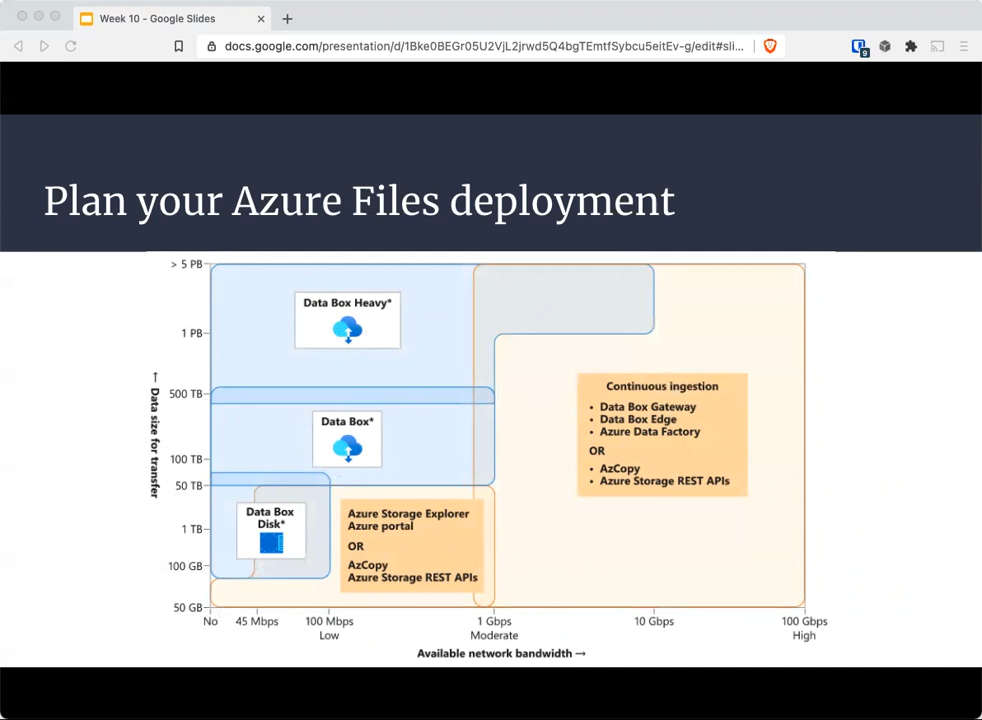 Week 10 - Google Slides
docs.google.com/presentation/d/1Bke0BEGr05U2VjL2jrwd5Q4bgTEmtfSybcu5eitEv-g/edit#sli...
9
Plan your Azure Files deployment
> 5 PB
1 PB
500 TB
100 TB
50 TB
1 TB
100 GB
50 GB
← Data size for transfer
Data Box Heavy*
Data Box*
Data Box
Disk*
Azure Storage Explorer
Azure portal
OR
AzCopy
Azure Storage REST APIs
Continuous ingestion
• Data Box Gateway
• Data Box Edge
• Azure Data Factory
OR
• AzCopy
• Azure Storage REST APIs
No
45 Mbps
100 Mbps
Low
1 Gbps
Moderate
10 Gbps
100 Gbps
High
Available network bandwidth →